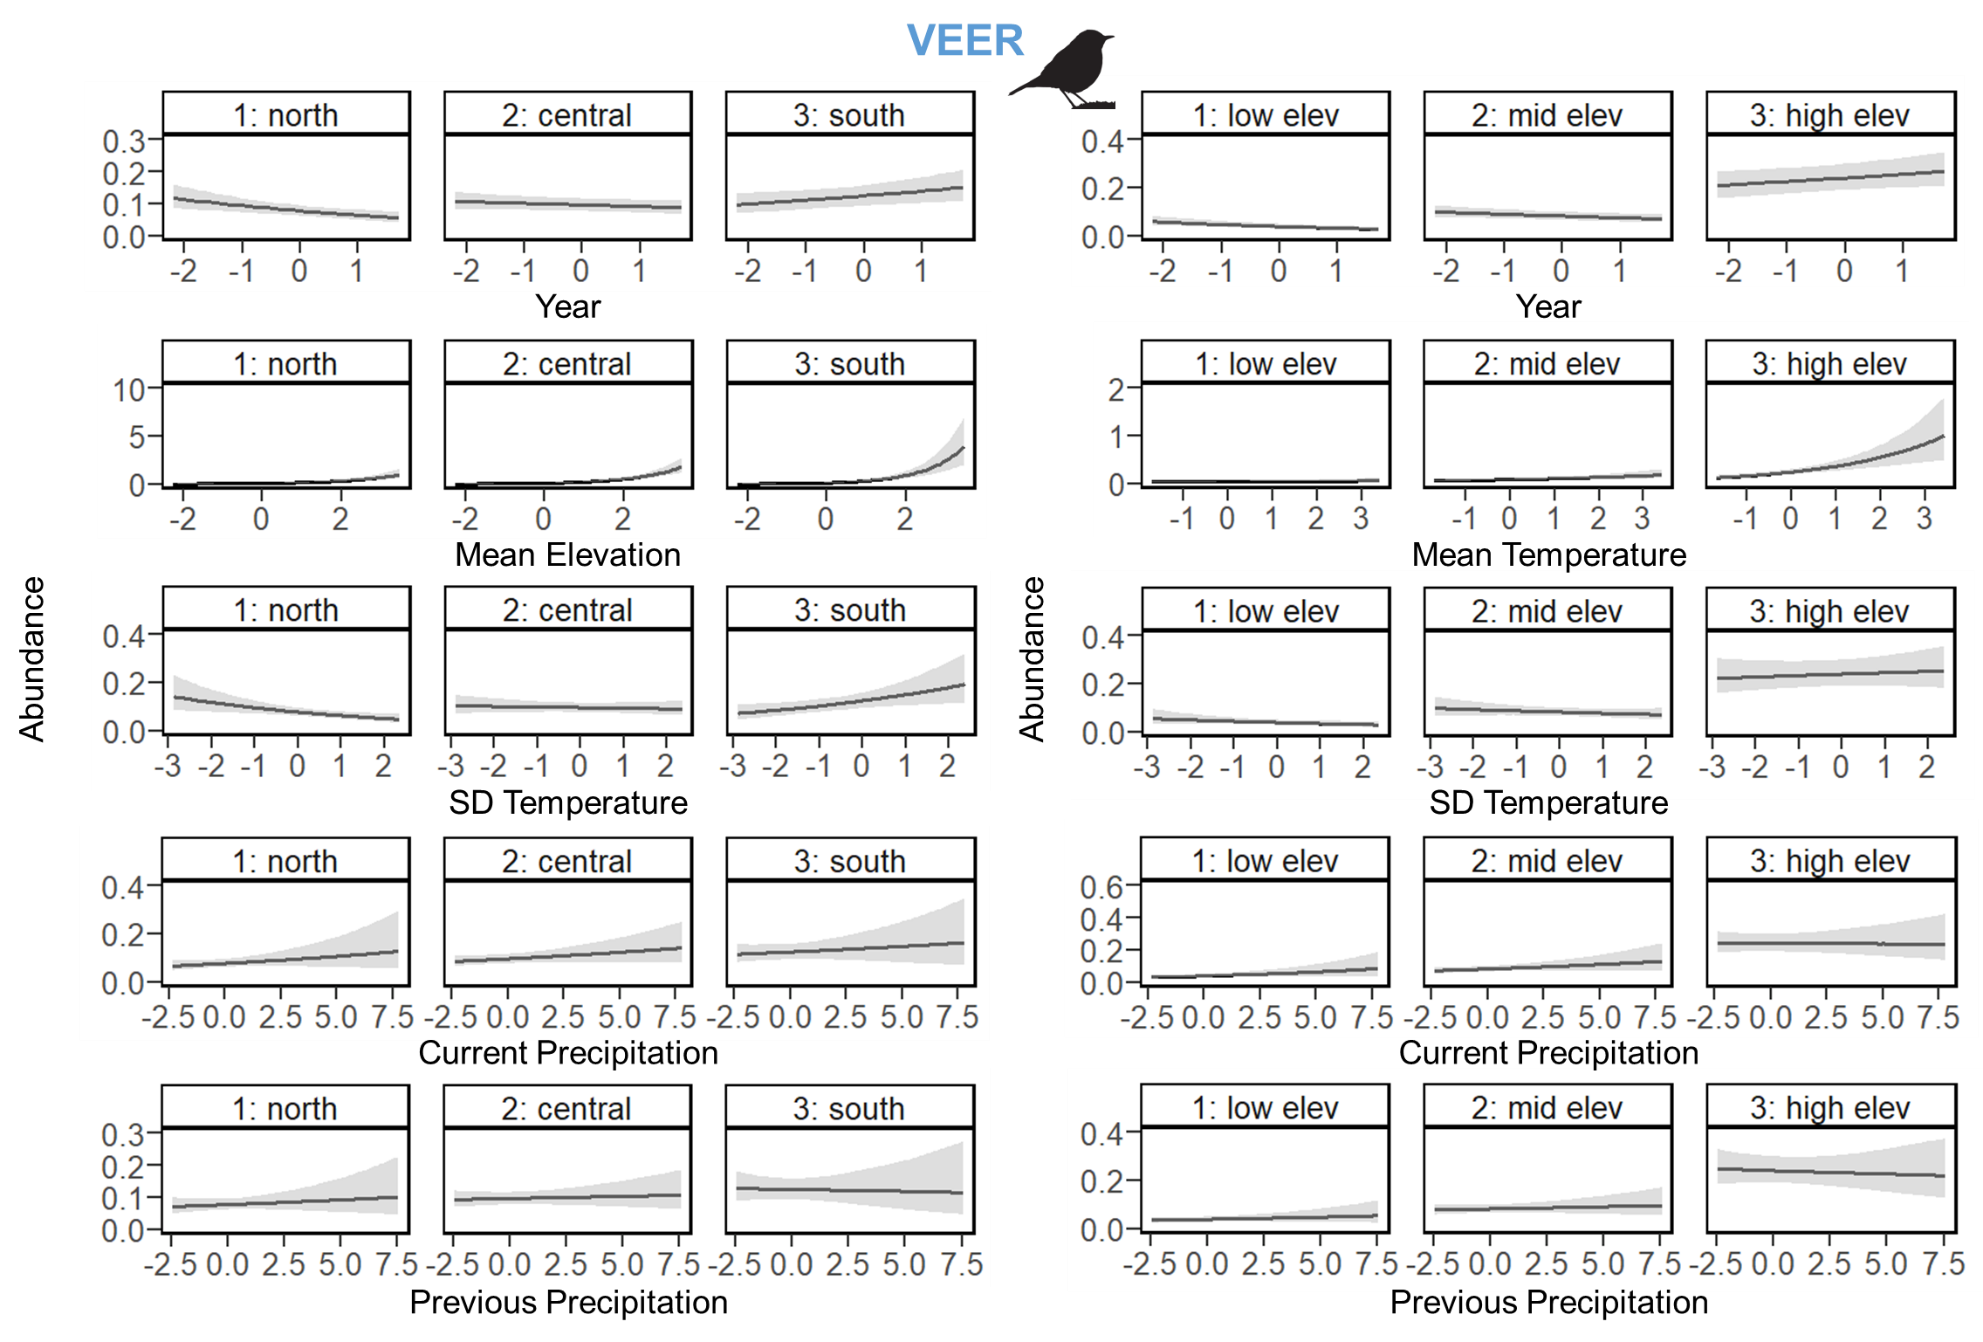 VEER
1: north 2: central 3: south
0.3
0.2
0.1
0.0
-2 -1 0 1 -2 -1 0 1 -2 -1 0 1
Year
1: low elev 2: mid elev 3: high elev
0.4
0.2
0.0
-2 -1 0 1 -2 -1 0 1 -2 -1 0 1
Year
1: north 2: central 3: south
10
5
0
-2 0 2 -2 0 2 -2 0 2
Mean Elevation
1: low elev 2: mid elev 3: high elev
2
1
0
-1 0 1 2 3 -1 0 1 2 3 -1 0 1 2 3
Mean Temperature
Abundance
1: north 2: central 3: south
0.4
0.2
0.0
-3 -2 -1 0 1 2 -3 -2 -1 0 1 2 -3 -2 -1 0 1 2
SD Temperature
Abundance
1: low elev 2: mid elev 3: high elev
0.4
0.2
0.0
-3 -2 -1 0 1 2 -3 -2 -1 0 1 2 -3 -2 -1 0 1 2
SD Temperature
1: north 2: central 3: south
0.4
0.2
0.0
-2.5 0.0 2.5 5.0 7.5 -2.5 0.0 2.5 5.0 7.5 -2.5 0.0 2.5 5.0 7.5
Current Precipitation
1: low elev 2: mid elev 3: high elev
0.6
0.4
0.2
0.0
-2.5 0.0 2.5 5.0 7.5 -2.5 0.0 2.5 5.0 7.5 -2.5 0.0 2.5 5.0 7.5
Current Precipitation
1: north 2: central 3: south
0.3
0.2
0.1
0.0
-2.5 0.0 2.5 5.0 7.5 -2.5 0.0 2.5 5.0 7.5 -2.5 0.0 2.5 5.0 7.5
Previous Precipitation
1: low elev 2: mid elev 3: high elev
0.4
0.2
0.0
-2.5 0.0 2.5 5.0 7.5 -2.5 0.0 2.5 5.0 7.5 -2.5 0.0 2.5 5.0 7.5
Previous Precipitation